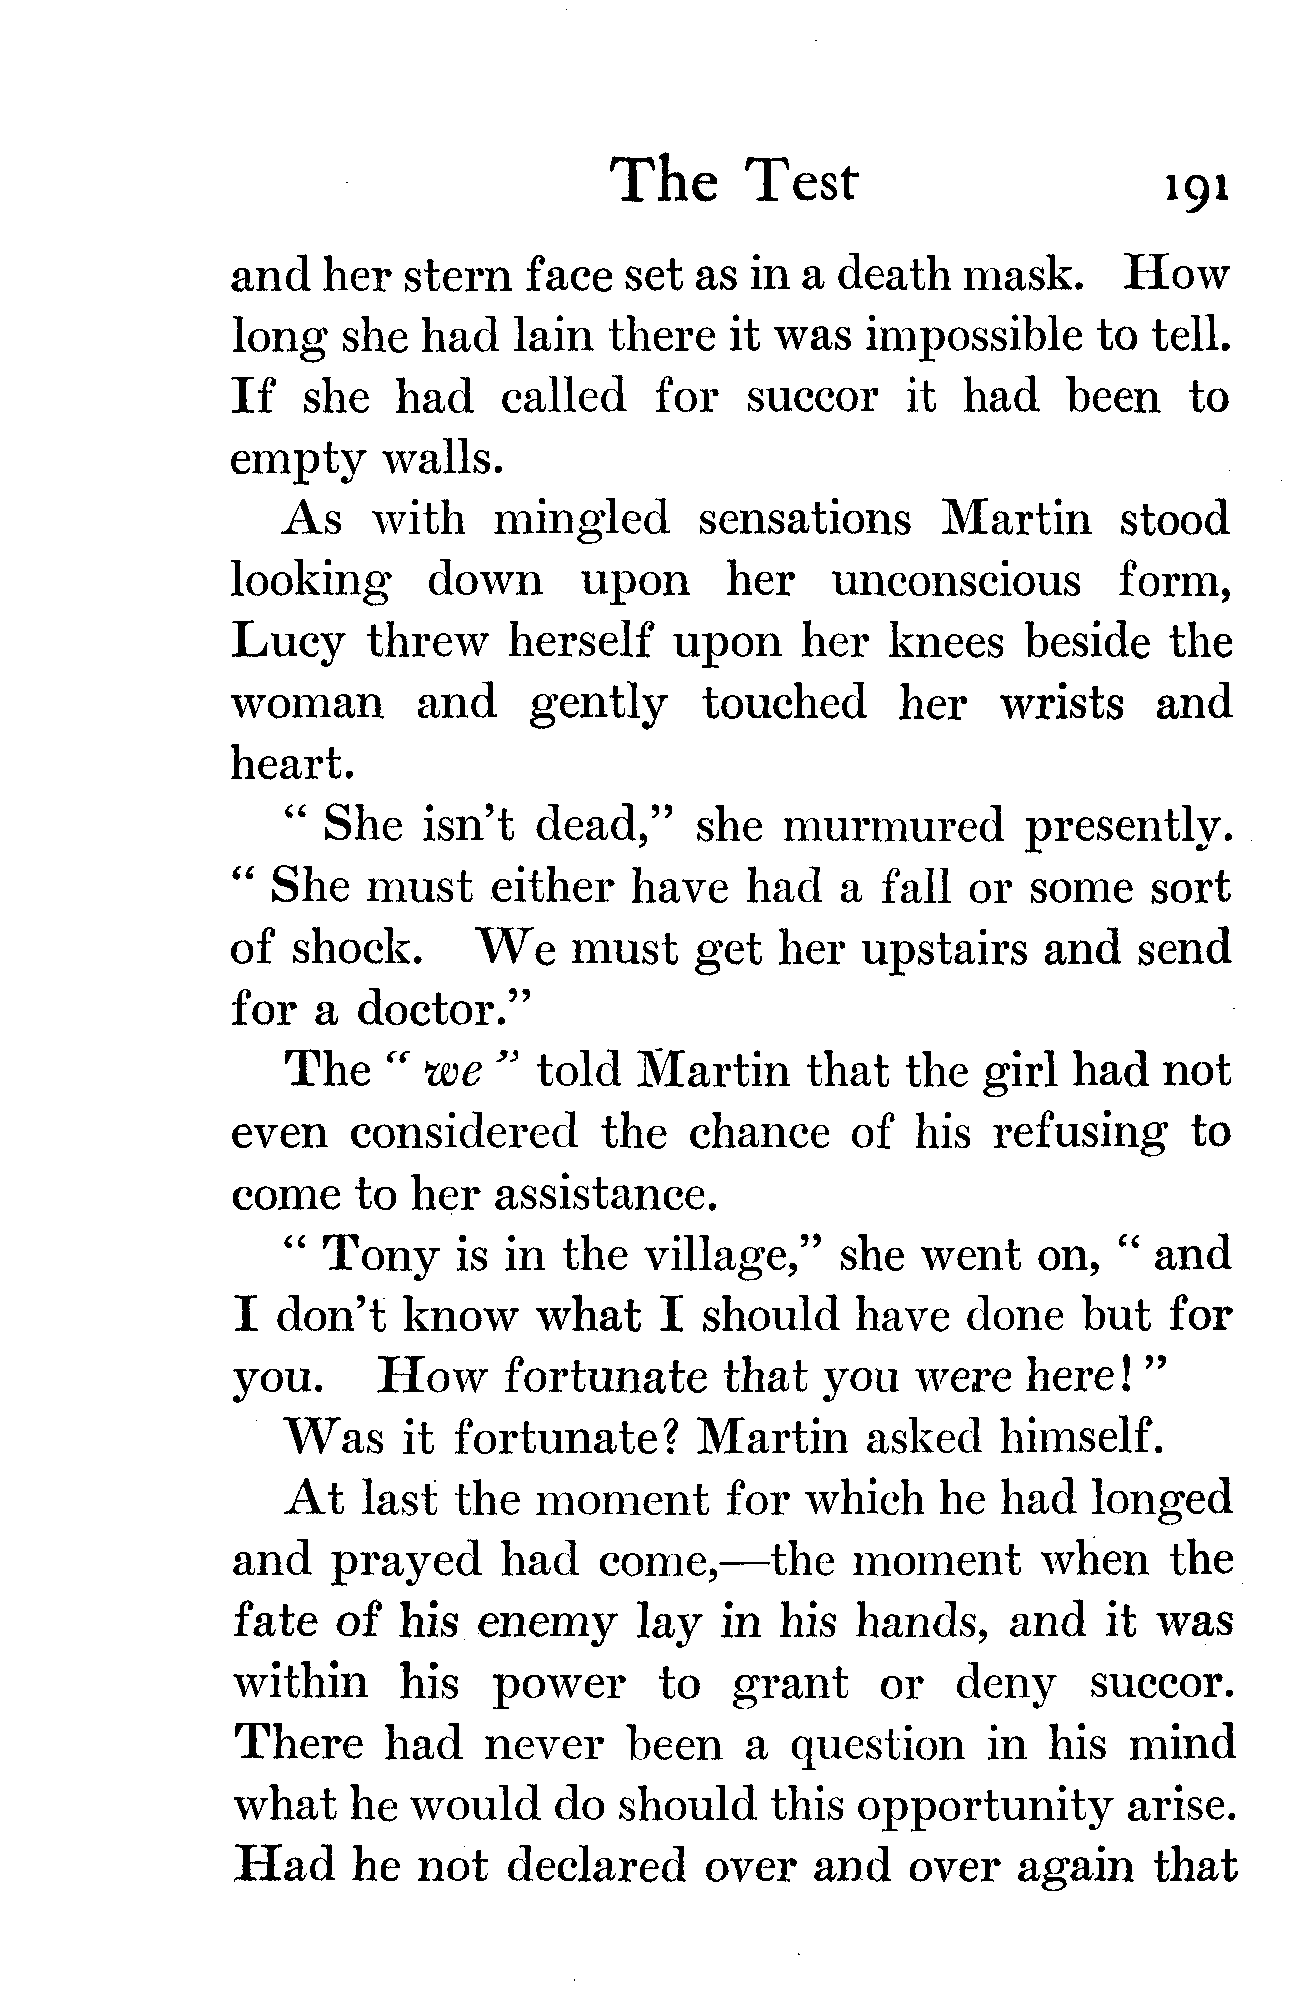 The Test 191
and her stern face set as in a death mask. How
long she had lain there it was impossible to tell.
If she had called for succor it had been to
empty walls.
As with mingled sensations Martin stood
looking down upon her unconscious form,
Lucy threw herself upon her knees beside the
woman and gently touched her wrists and
heart.
“ She isn’t dead,” she murmured presently.
“ She must either have had a fall or some sort
of shock. We must get her upstairs and send
for a doctor.”
The “ we ” told Martin that the girl had not
even considered the chance of his refusing to
come to her assistance.
“ Tony is in the village,” she went on, “ and
I don’t know what I should have done but for
you. How fortunate that you were here! ”
Was it fortunate? Martin asked himself.
At last the moment for which he had longed
and prayed had come,—the moment when the
fate of his enemy lay in his hands, and it was
within his power to grant or deny succor.
There had never been a question in his mind
what he would do should this opportunity arise.
Had he not declared over and over again that